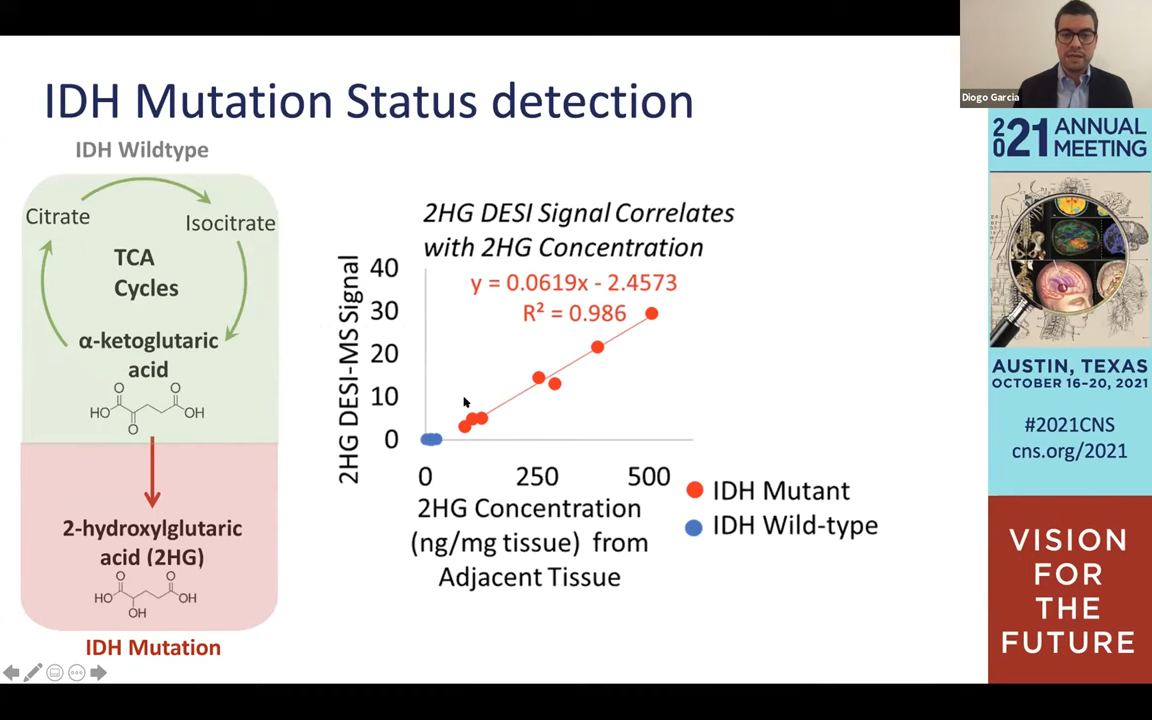 IDH Mutation Status detection
IDH Wildtype
Citrate
Isocitrate
TCA
Cycles
α-ketoglutaric
acid
O
O
HO
OH
O
2-hydroxylglutaric
acid (2HG)
O
O
HO
OH
OH
IDH Mutation
2HG DESI Signal Correlates
with 2HG Concentration
y = 0.0619x - 2.4573
R² = 0.986
2HG DESI-MS Signal
40
30
20
10
0
0 250 500
2HG Concentration
(ng/mg tissue) from
Adjacent Tissue
IDH Mutant
IDH Wild-type
Diogo Garcia
2021 ANNUAL
MEETING
AUSTIN, TEXAS
OCTOBER 16–20, 2021
#2021CNS
cns.org/2021
VISION
FOR
THE
FUTURE